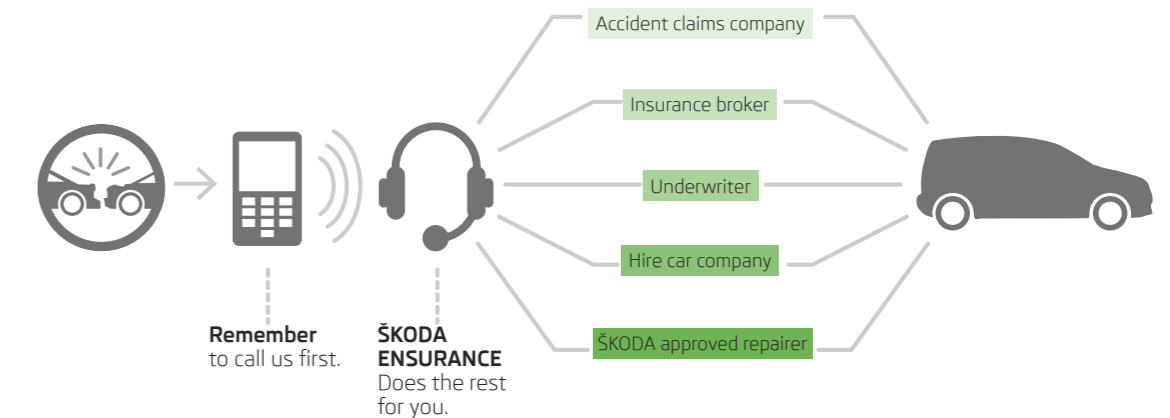 Accident claims company
Insurance broker
Underwriter
Hire car company
ŠKODA approved repairer
Remember
to call us first.
ŠKODA
ENSURANCE
Does the rest
for you.